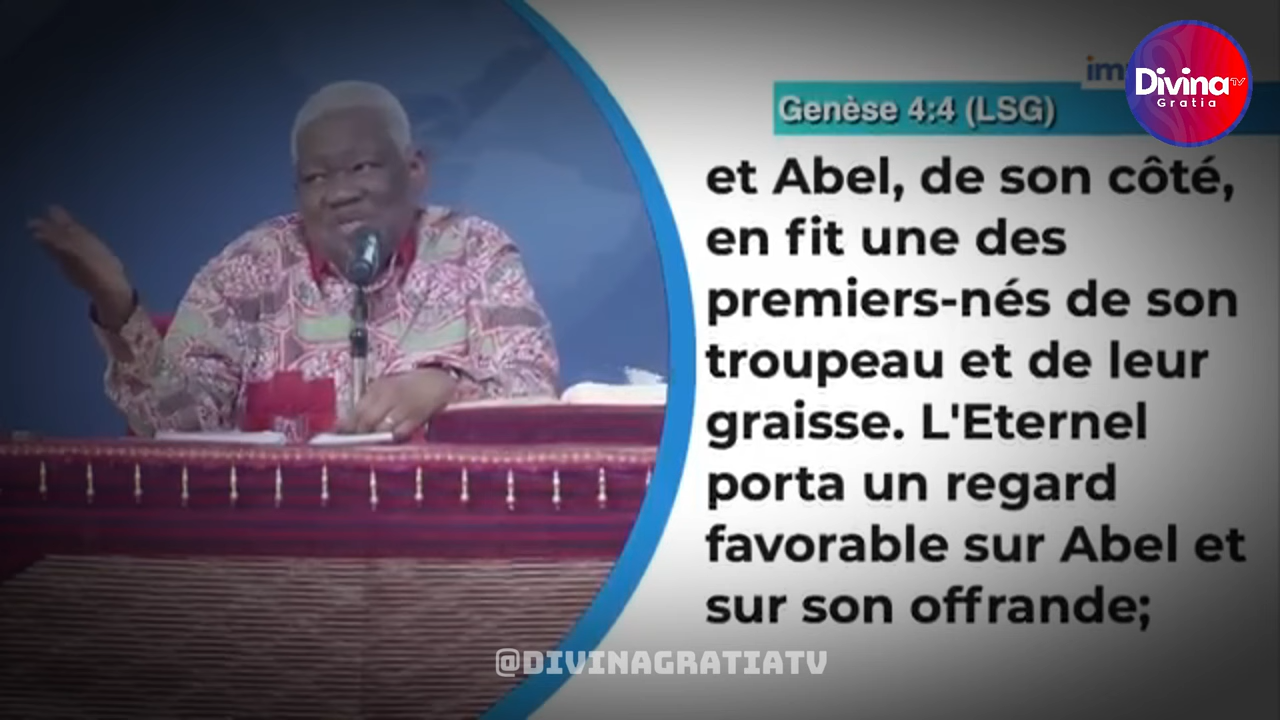 Divina TV
Gratia
Genèse 4:4 (LSG)
et Abel, de son côté,
en fit une des
premiers-nés de son
troupeau et de leur
graisse. L'Eternel
porta un regard
favorable sur Abel et
sur son offrande;
@DIVINAGRATIATV